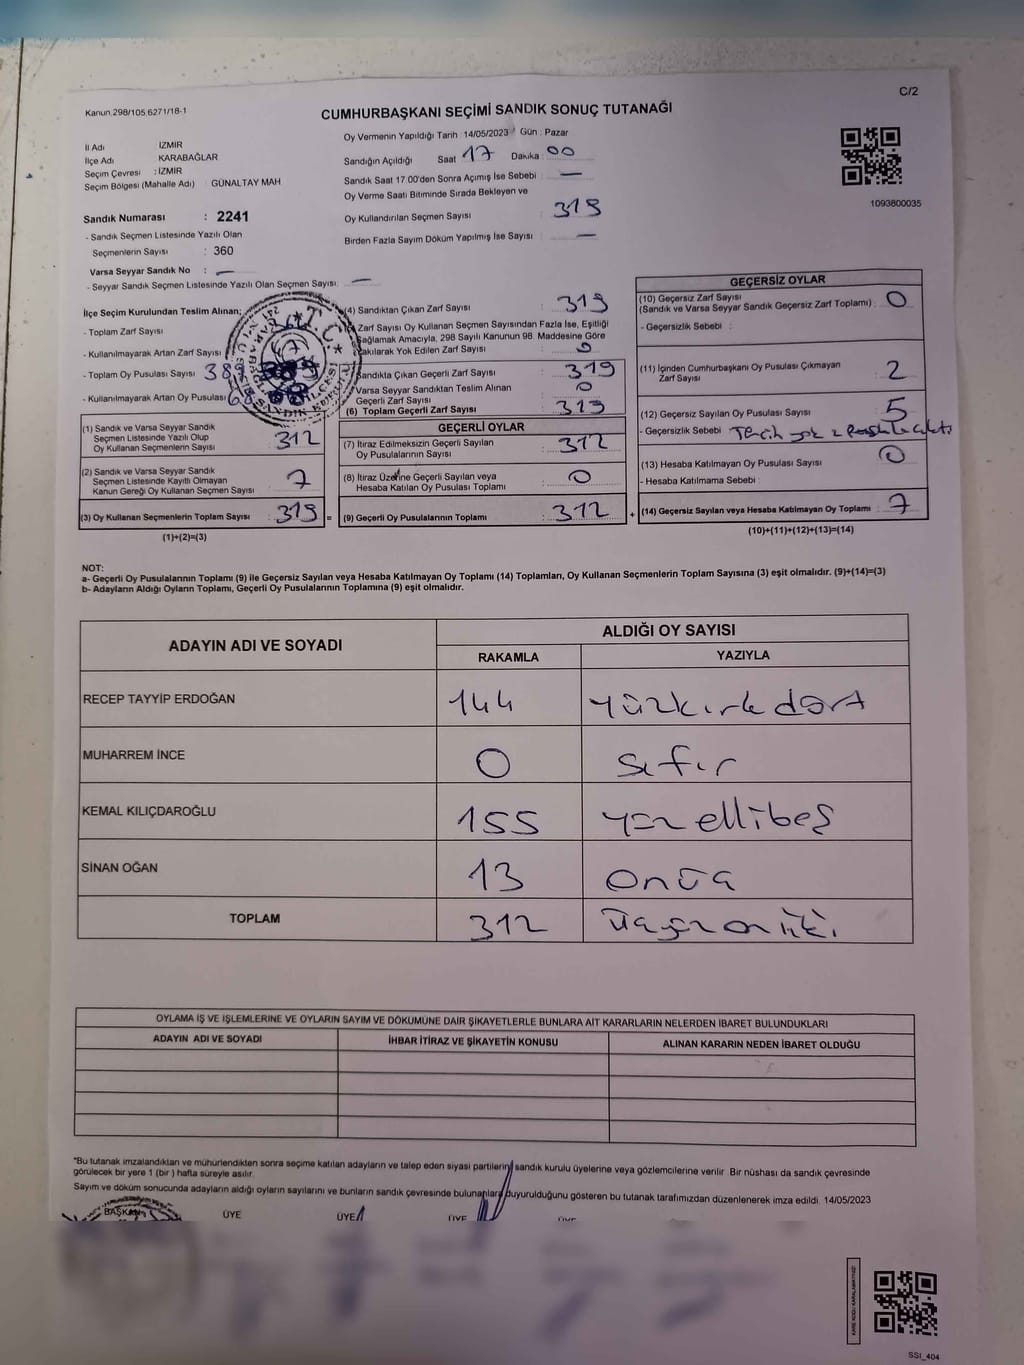 C/2
Kanun.298/105.6271/18-1
CUMHURBAŞKANI SEÇİMİ SANDIK SONUÇ TUTANAĞI
Oy Vermenin Yapıldığı Tarih 14/05/2023 Gün : Pazar
İl Adı İZMİR
İlçe Adı KARABAĞLAR
Seçim Çevresi : İZMİR
Seçim Bölgesi (Mahalle Adı) : GÜNALTAY MAH
Sandığın Açıldığı Saat 17 Dakika : 00
Sandık Saat 17.00'den Sonra Açımış İse Sebebi : —
Oy Verme Saati Bitiminde Sırada Bekleyen ve
Oy Kullandırılan Seçmen Sayısı : 319
Birden Fazla Sayım Döküm Yapılmış İse Sayısı : —
1093800035
Sandık Numarası : 2241
- Sandık Seçmen Listesinde Yazılı Olan
Seçmenlerin Sayısı : 360
Varsa Seyyar Sandık No : —
- Seyyar Sandık Seçmen Listesinde Yazılı Olan Seçmen Sayısı: —
İlçe Seçim Kurulundan Teslim Alınan;
- Toplam Zarf Sayısı
- Kullanılmayarak Artan Zarf Sayısı
- Toplam Oy Pusulası Sayısı
- Kullanılmayarak Artan Oy Pusulası
(1) Sandık ve Varsa Seyyar Sandık
Seçmen Listesinde Yazılı Olup
Oy Kullanan Seçmenlerin Sayısı : 312
(2) Sandık ve Varsa Seyyar Sandık
Seçmen Listesinde Kayıtlı Olmayan
Kanun Gereği Oy Kullanan Seçmen Sayısı : 7
(3) Oy Kullanan Seçmenlerin Toplam Sayısı : 319 =
(1)+(2)=(3)
(4) Sandıktan Çıkan Zarf Sayısı : 319
Zarf Sayısı Oy Kullanan Seçmen Sayısından Fazla İse, Eşitliği
Sağlamak Amacıyla, 298 Sayılı Kanunun 98. Maddesine Göre
Yakılarak Yok Edilen Zarf Sayısı : 0
Sandıkta Çıkan Geçerli Zarf Sayısı : 319
Varsa Seyyar Sandıktan Teslim Alınan
Geçerli Zarf Sayısı : 0
(6) Toplam Geçerli Zarf Sayısı : 319
GEÇERLİ OYLAR
(7) İtiraz Edilmeksizin Geçerli Sayılan
Oy Pusulalarının Sayısı : 312
(8) İtiraz Üzerine Geçerli Sayılan veya
Hesaba Katılan Oy Pusulası Toplamı : 0
(9) Geçerli Oy Pusulalarının Toplamı : 312 +
GEÇERSİZ OYLAR
(10) Geçersiz Zarf Sayısı
(Sandık ve Varsa Seyyar Sandık Geçersiz Zarf Toplamı) : 0
- Geçersizlik Sebebi :
(11) İçinden Cumhurbaşkanı Oy Pusulası Çıkmayan
Zarf Sayısı : 2
(12) Geçersiz Sayılan Oy Pusulası Sayısı : 5
- Geçersizlik Sebebi : Tercih yok
(13) Hesaba Katılmayan Oy Pusulası Sayısı : 0
- Hesaba Katılmama Sebebi :
(14) Geçersiz Sayılan veya Hesaba Katılmayan Oy Toplamı : 7
(10)+(11)+(12)+(13)=(14)
NOT:
a- Geçerli Oy Pusulalarının Toplamı (9) ile Geçersiz Sayılan veya Hesaba Katılmayan Oy Toplamı (14) Toplamları, Oy Kullanan Seçmenlerin Toplam Sayısına (3) eşit olmalıdır. (9)+(14)=(3)
b- Adayların Aldığı Oyların Toplamı, Geçerli Oy Pusulalarının Toplamına (9) eşit olmalıdır.
ADAYIN ADI VE SOYADI ALDIĞI OY SAYISI
RAKAMLA YAZIYLA
RECEP TAYYİP ERDOĞAN 144 yüzkırkdört
MUHARREM İNCE 0 sıfır
KEMAL KILIÇDAROĞLU 155 yüzellibeş
SİNAN OĞAN 13 onüç
TOPLAM 312 üçyüzoniki
OYLAMA İŞ VE İŞLEMLERİNE VE OYLARIN SAYIM VE DÖKÜMÜNE DAİR ŞİKAYETLERLE BUNLARA AİT KARARLARIN NELERDEN İBARET BULUNDUKLARI
ADAYIN ADI VE SOYADI İHBAR İTİRAZ VE ŞİKAYETİN KONUSU ALINAN KARARIN NEDEN İBARET OLDUĞU
"Bu tutanak imzalandıktan ve mühürlendikten sonra seçime katılan adayların ve talep eden siyasi partilerin sandık kurulu üyelerine veya gözlemcilerine verilir. Bir nüshası da sandık çevresinde
görülecek bir yere 1 (bir ) hafta süreyle asılır.
Sayım ve döküm sonucunda adayların aldığı oyların sayılarını ve bunların sandık çevresinde bulunanlara duyurulduğunu gösteren bu tutanak tarafımızdan düzenlenerek imza edildi. 14/05/2023
BAŞKAN ÜYE ÜYE ÜYE ÜYE
SSI_404